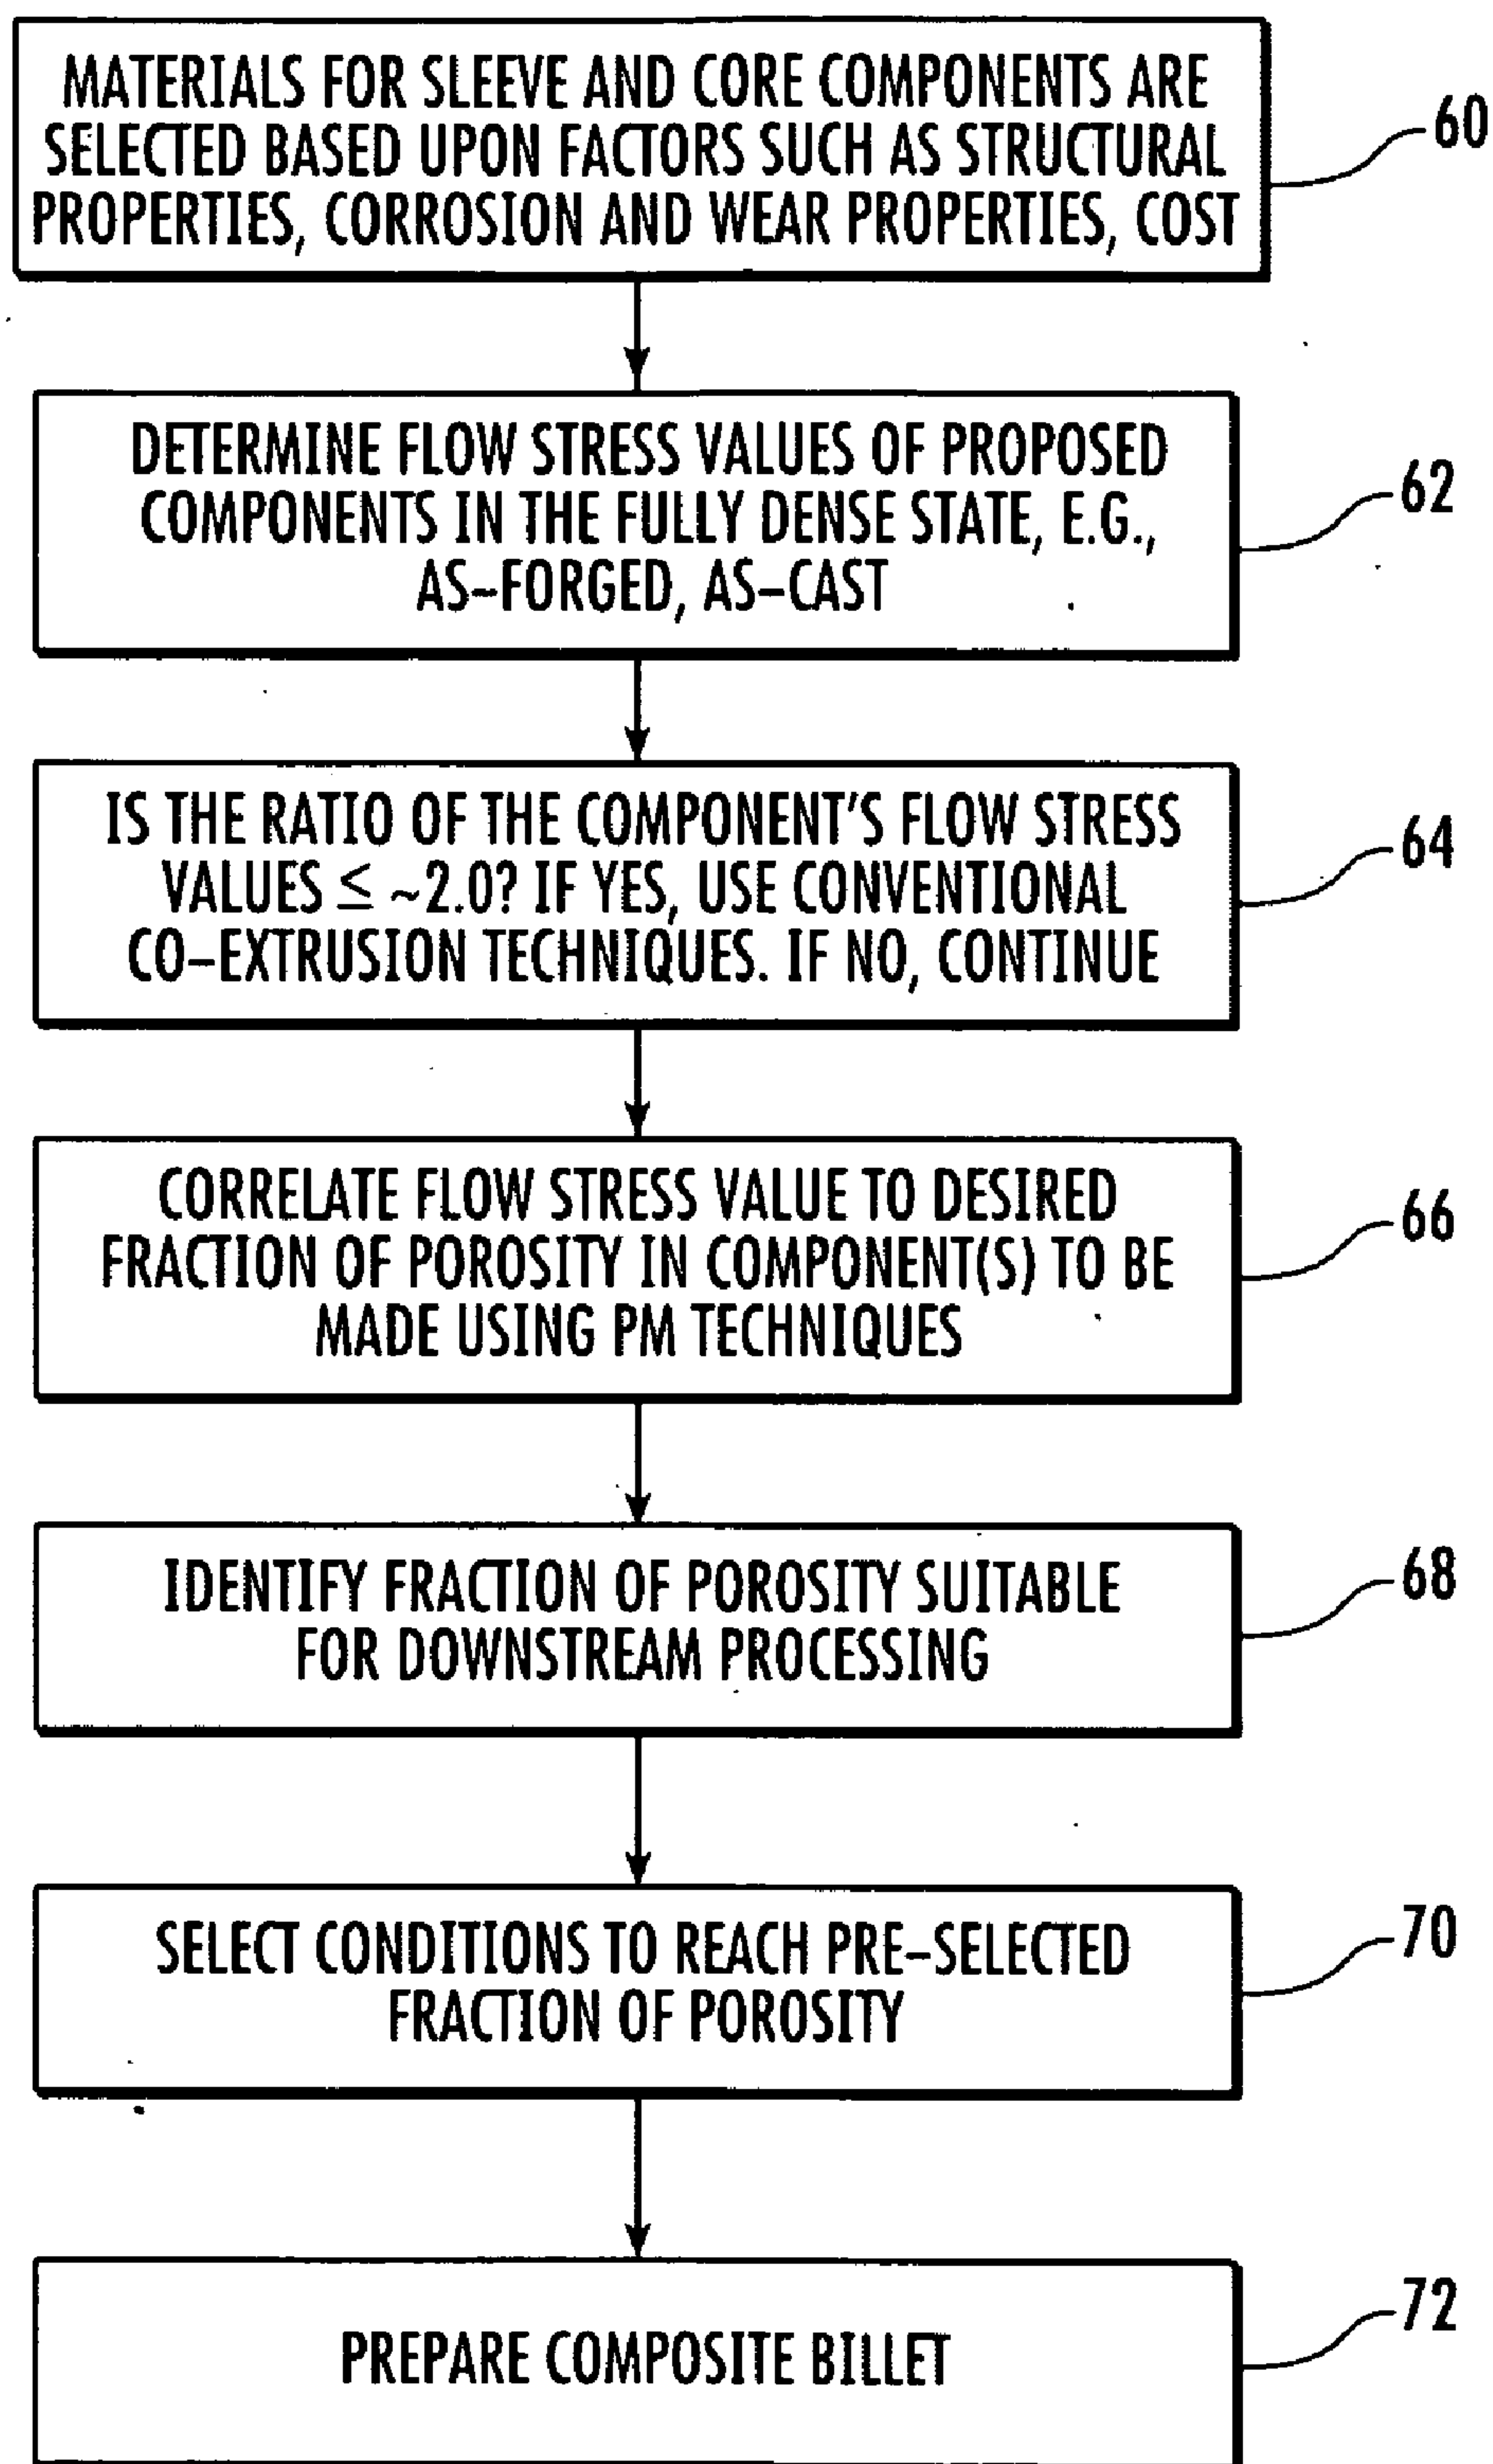 MATERIALS FOR SLEEVE AND CORE COMPONENTS ARE
SELECTED BASED UPON FACTORS SUCH AS STRUCTURAL
PROPERTIES, CORROSION AND WEAR PROPERTIES, COST
60
DETERMINE FLOW STRESS VALUES OF PROPOSED
COMPONENTS IN THE FULLY DENSE STATE, E.G.,
AS-FORGED, AS-CAST
62
IS THE RATIO OF THE COMPONENT'S FLOW STRESS
VALUES ≤ ~2.0? IF YES, USE CONVENTIONAL
CO-EXTRUSION TECHNIQUES. IF NO, CONTINUE
64
CORRELATE FLOW STRESS VALUE TO DESIRED
FRACTION OF POROSITY IN COMPONENT(S) TO BE
MADE USING PM TECHNIQUES
66
IDENTIFY FRACTION OF POROSITY SUITABLE
FOR DOWNSTREAM PROCESSING
68
SELECT CONDITIONS TO REACH PRE-SELECTED
FRACTION OF POROSITY
70
PREPARE COMPOSITE BILLET
72